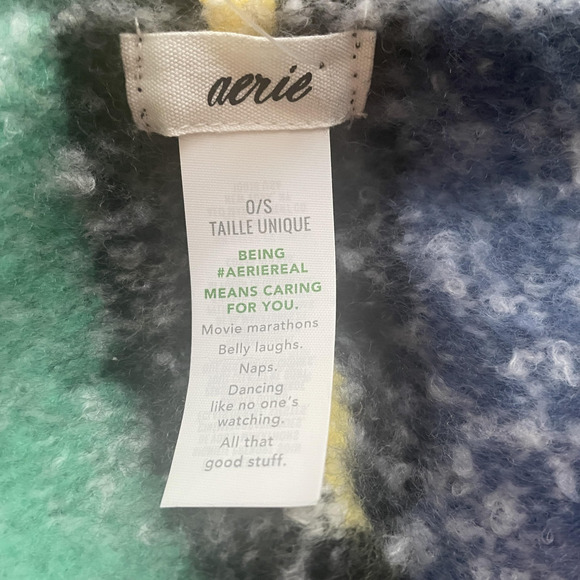 aerie
O/S
TAILLE UNIQUE
BEING
#AERIEREAL
MEANS CARING
FOR YOU.
Movie marathons
Belly laughs.
Naps.
Dancing
like no one's
watching.
All that
good stuff.